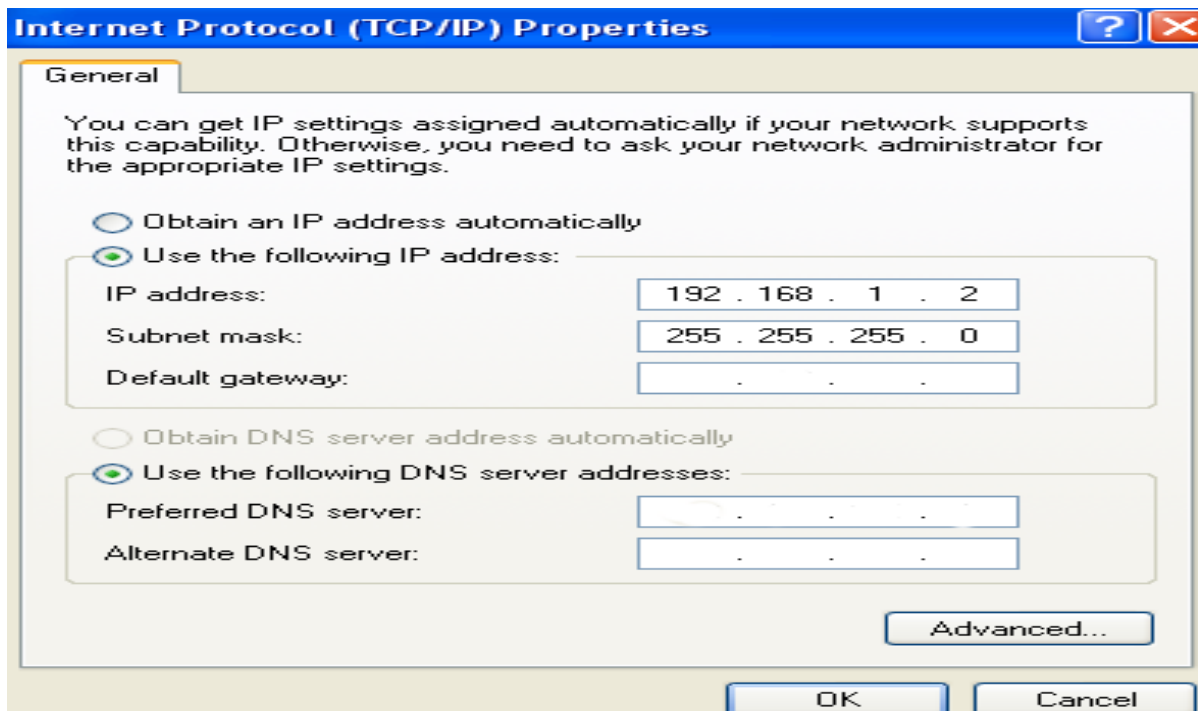 Internet Protocol (TCP/IP) Properties
?
General
You can get IP settings assigned automatically if your network supports
this capability. Otherwise, you need to ask your network administrator for
the appropriate IP settings.
Obtain an IP address automatically
Use the following IP address:
IP address: 192 . 168 . 1 . 2
Subnet mask: 255 . 255 . 255 . 0
Default gateway: . . .
Obtain DNS server address automatically
Use the following DNS server addresses:
Preferred DNS server: . . .
Alternate DNS server: . . .
Advanced...
OK Cancel